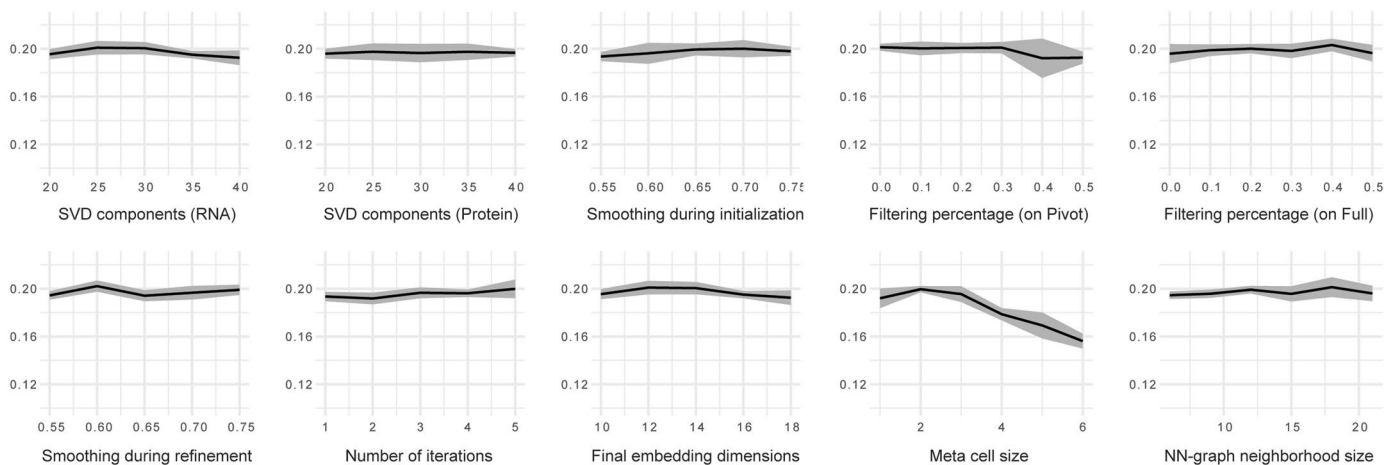 0.20 0.20 0.20 0.20 0.20
0.16 0.16 0.16 0.16 0.16
0.12 0.12 0.12 0.12 0.12
20 25 30 35 40 20 25 30 35 40 0.55 0.60 0.65 0.70 0.75 0.0 0.1 0.2 0.3 0.4 0.5 0.0 0.1 0.2 0.3 0.4 0.5
SVD components (RNA) SVD components (Protein) Smoothing during initialization Filtering percentage (on Pivot) Filtering percentage (on Full)
0.20 0.20 0.20 0.20 0.20
0.16 0.16 0.16 0.16 0.16
0.12 0.12 0.12 0.12 0.12
0.55 0.60 0.65 0.70 0.75 1 2 3 4 5 10 12 14 16 18 2 4 6 10 15 20
Smoothing during refinement Number of iterations Final embedding dimensions Meta cell size NN-graph neighborhood size